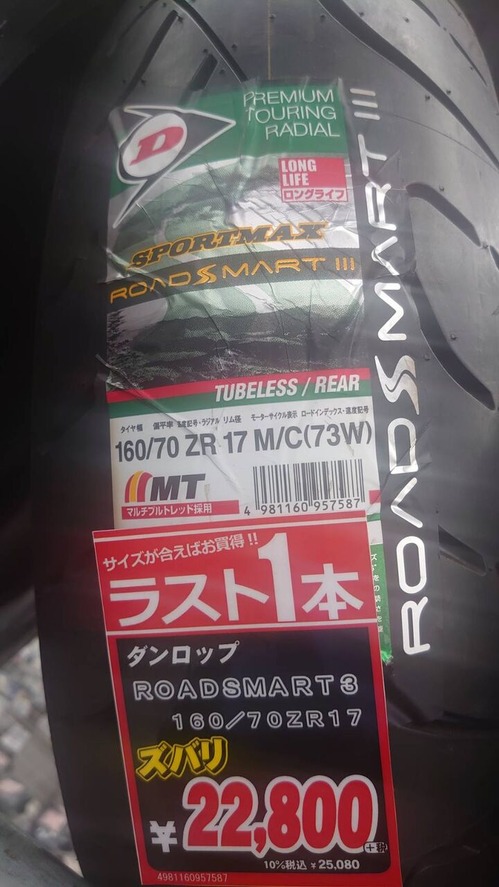 PREMIUM
TOURING
RADIAL
D
LONG
LIFE
ロングライフ
SPORTMAX
ROADSMART III
ROADSMART III
TUBELESS / REAR
タイヤ幅 偏平率 速度記号・ラジアル リム径 モーターサイクル表示 ロードインデックス・速度記号
160/70 ZR 17 M/C(73W)
MT
マルチプルトレッド採用
4 981160 957587
サイズが合えばお買得!!
ラスト1本
ダンロップ
ROADSMART3
160/70ZR17
ズバリ
¥22,800+税
10%税込 ¥25,080
4981160957587